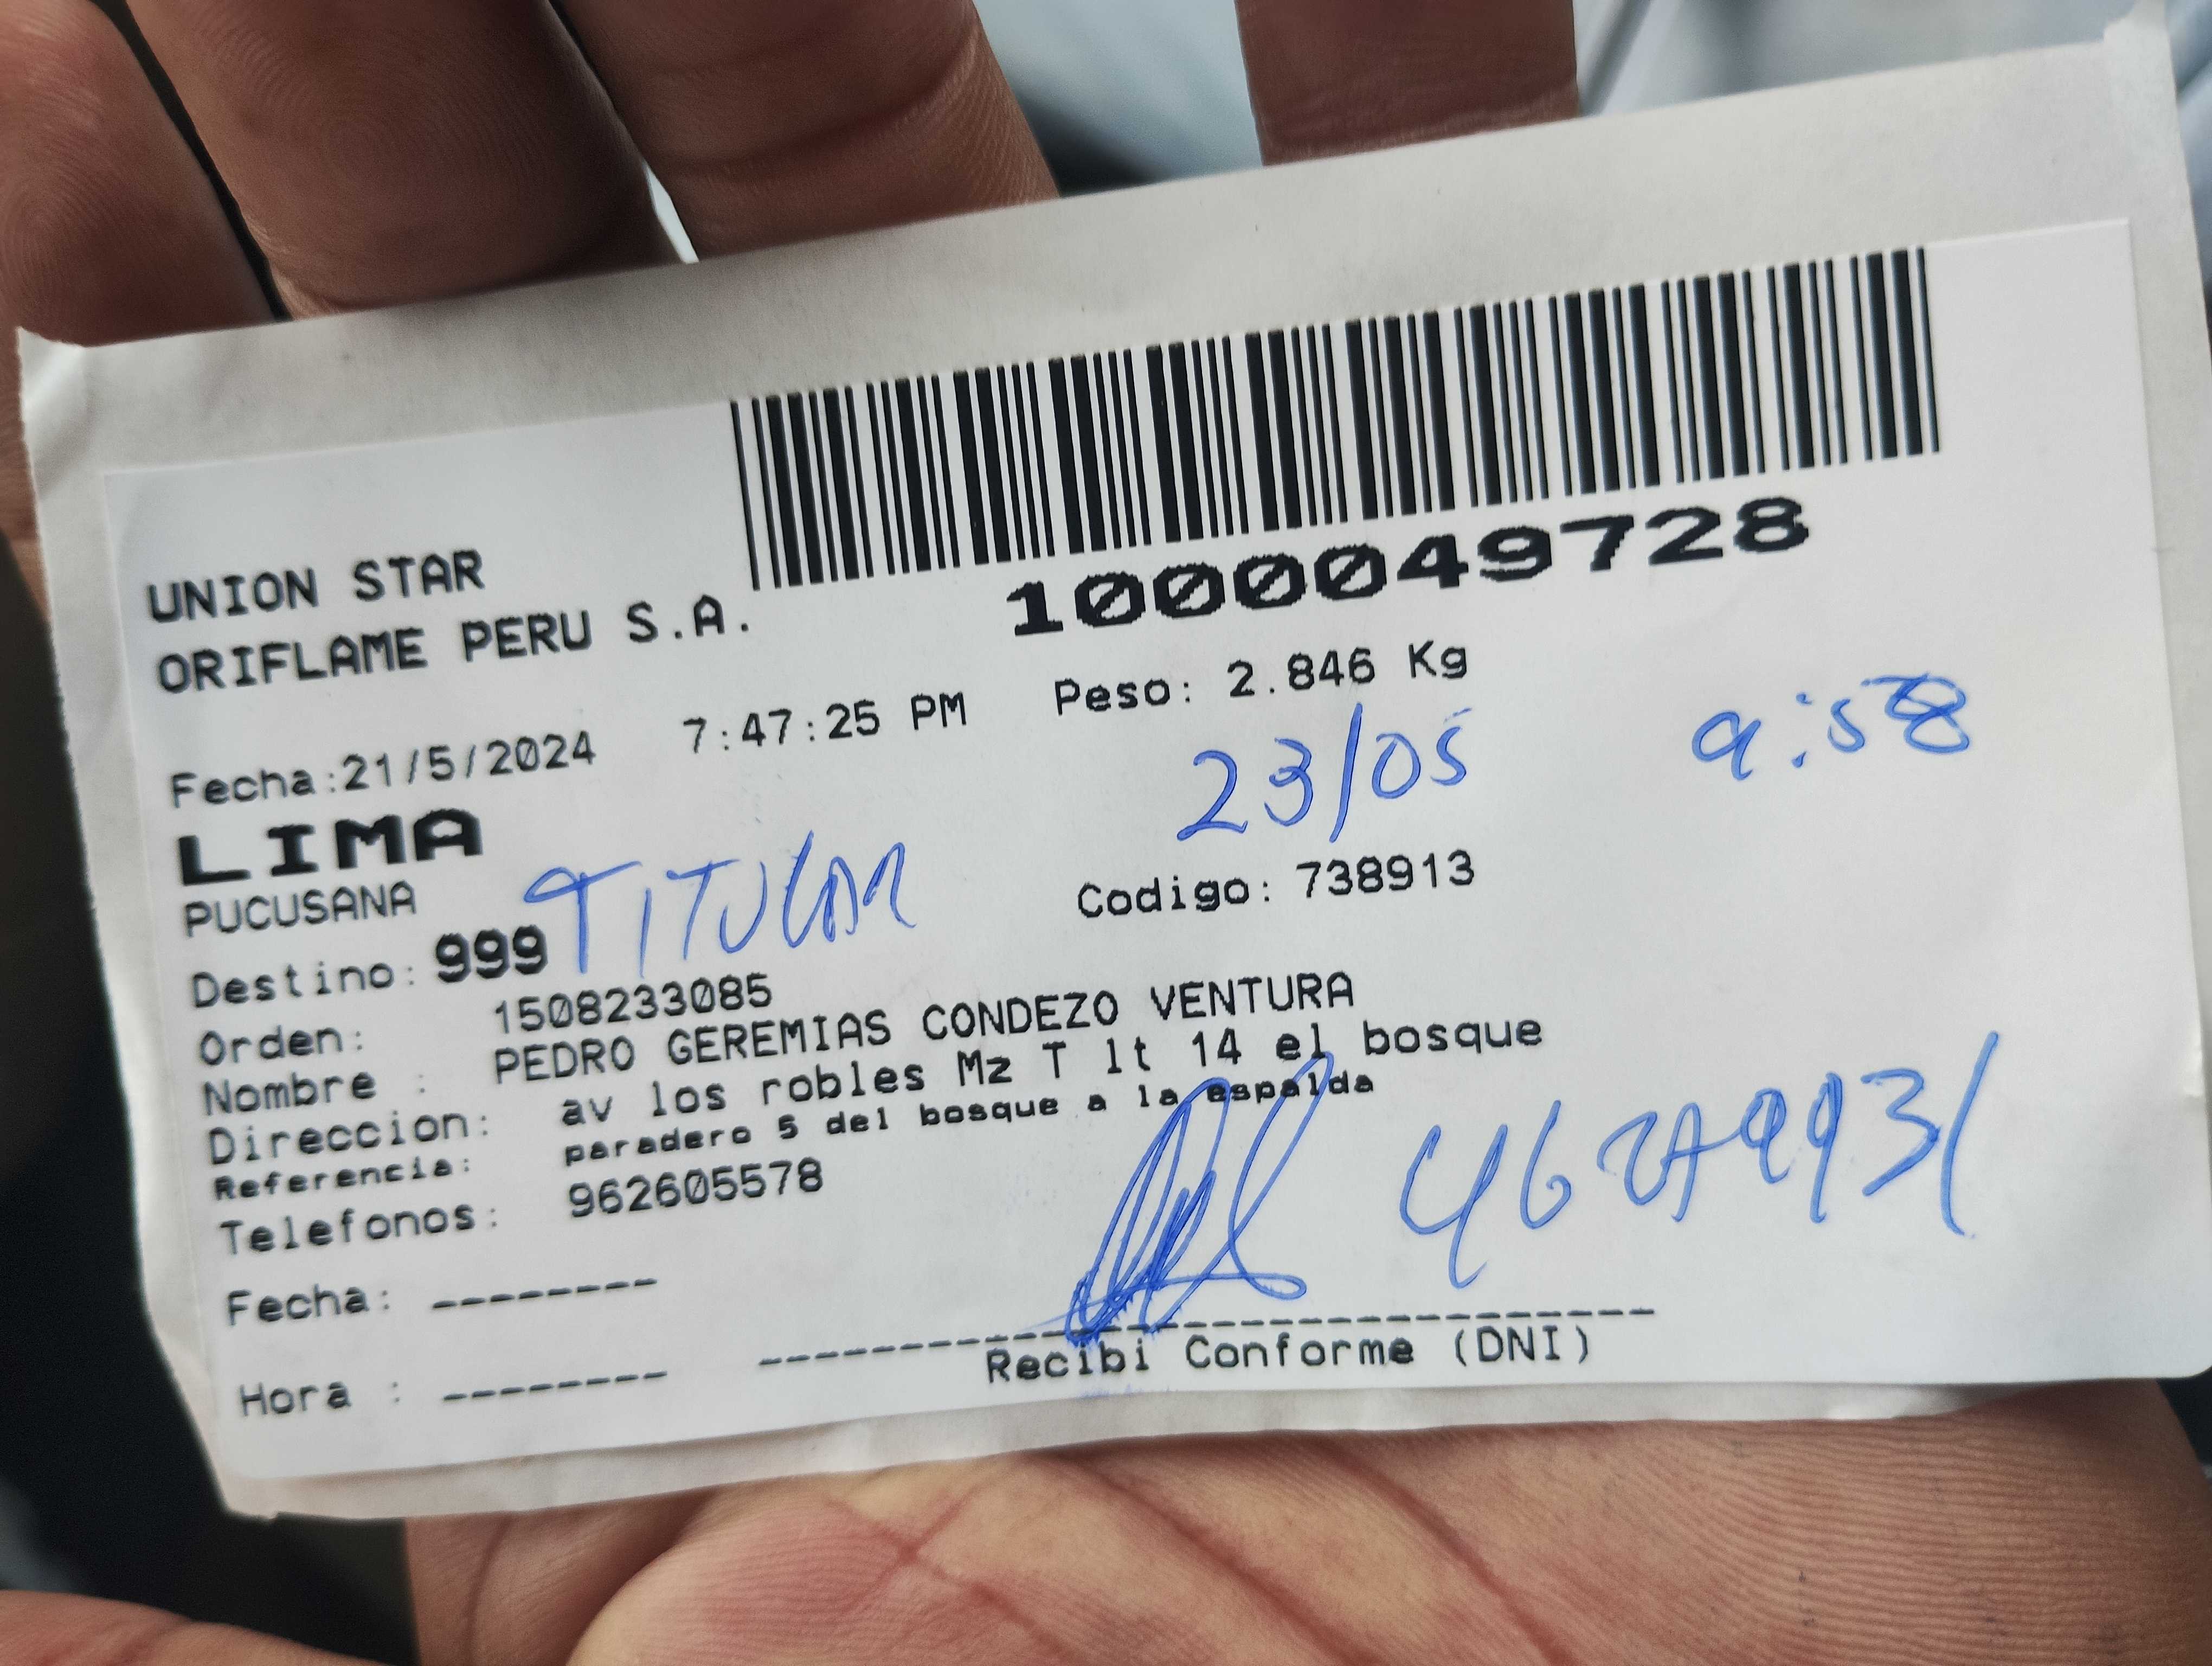 1000049728
UNION STAR
ORIFLAME PERU S.A.
Fecha:21/5/2024 7:47:25 PM Peso: 2.846 Kg
23/05 9:58
LIMA
PUCUSANA
TITULAR
Codigo: 738913
Destino: 999
Orden: 1508233085
Nombre : PEDRO GEREMIAS CONDEZO VENTURA
Direccion: av los robles Mz T lt 14 el bosque
Referencia: paradero 5 del bosque a la espalda
Telefonos: 962605578
Fecha: --------
Hora : --------
Recibi Conforme (DNI)